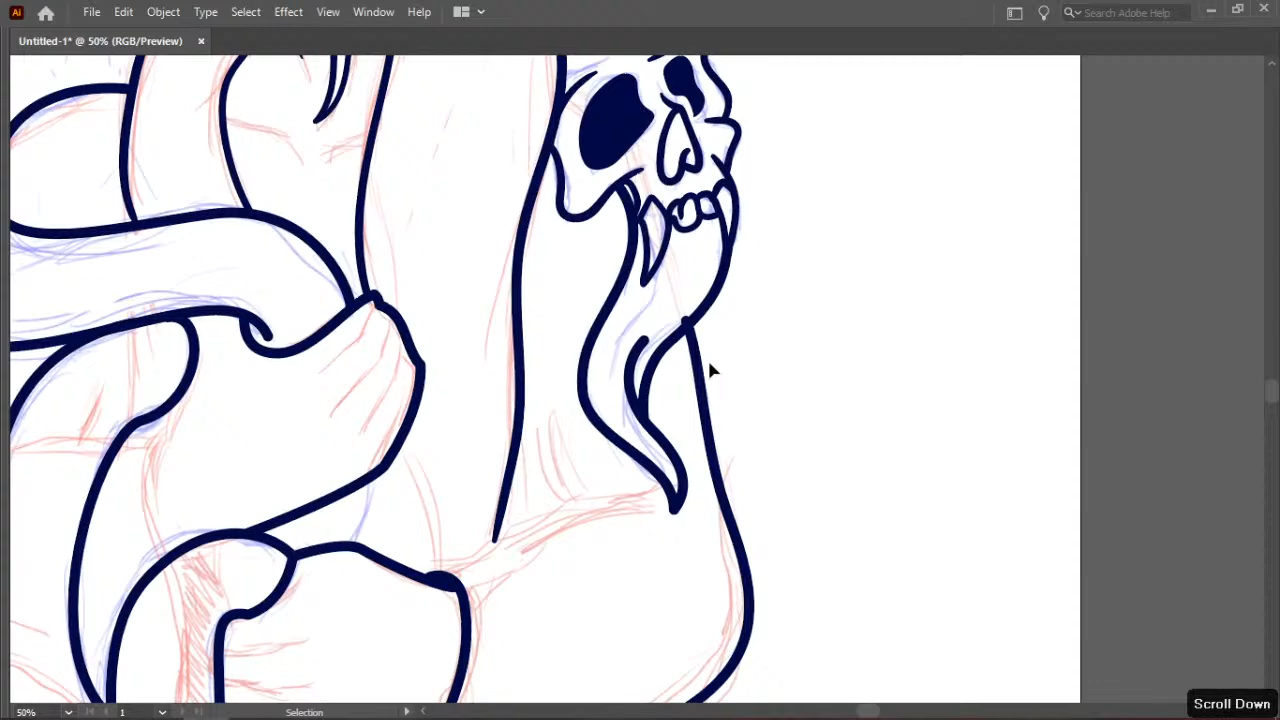 Ai File Edit Object Type Select Effect View Window Help Search Adobe Help
Untitled-1* @ 50% (RGB/Preview) ×
50% 1 Selection
Scroll Down